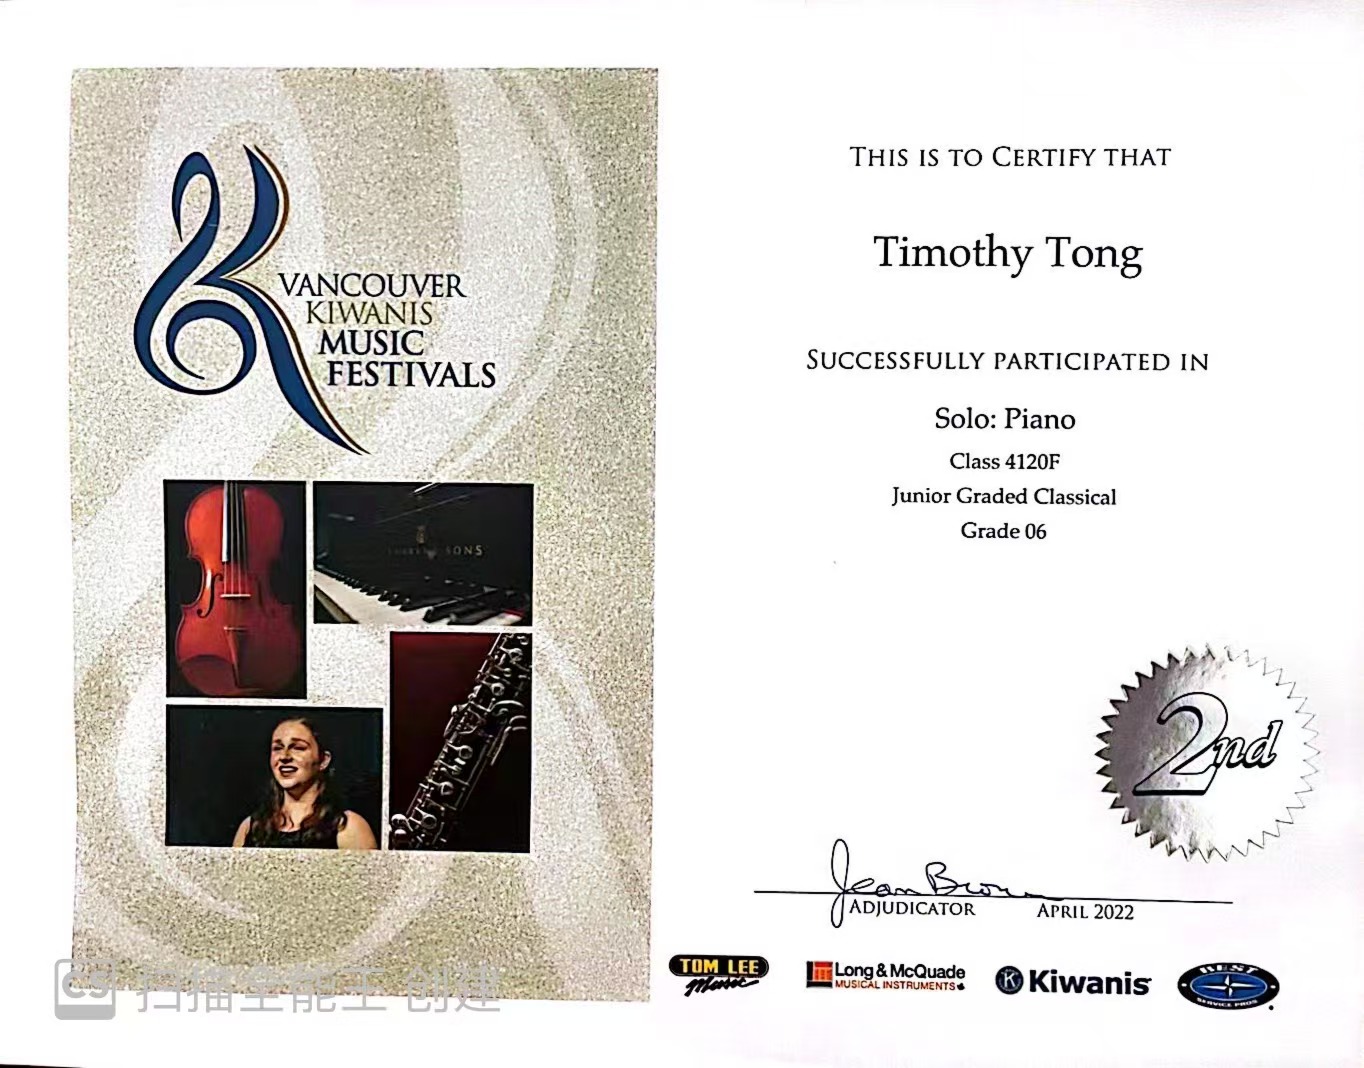 VANCOUVER
KIWANIS
MUSIC
FESTIVALS
SONS
THIS IS TO CERTIFY THAT
Timothy Tong
SUCCESSFULLY PARTICIPATED IN
Solo: Piano
Class 4120F
Junior Graded Classical
Grade 06
2nd
Jean Brown
ADJUDICATOR APRIL 2022
TOM LEE
Music
Long & McQuade
MUSICAL INSTRUMENTS
K Kiwanis
BEST
SERVICE PROS
CS 扫描全能王 创建